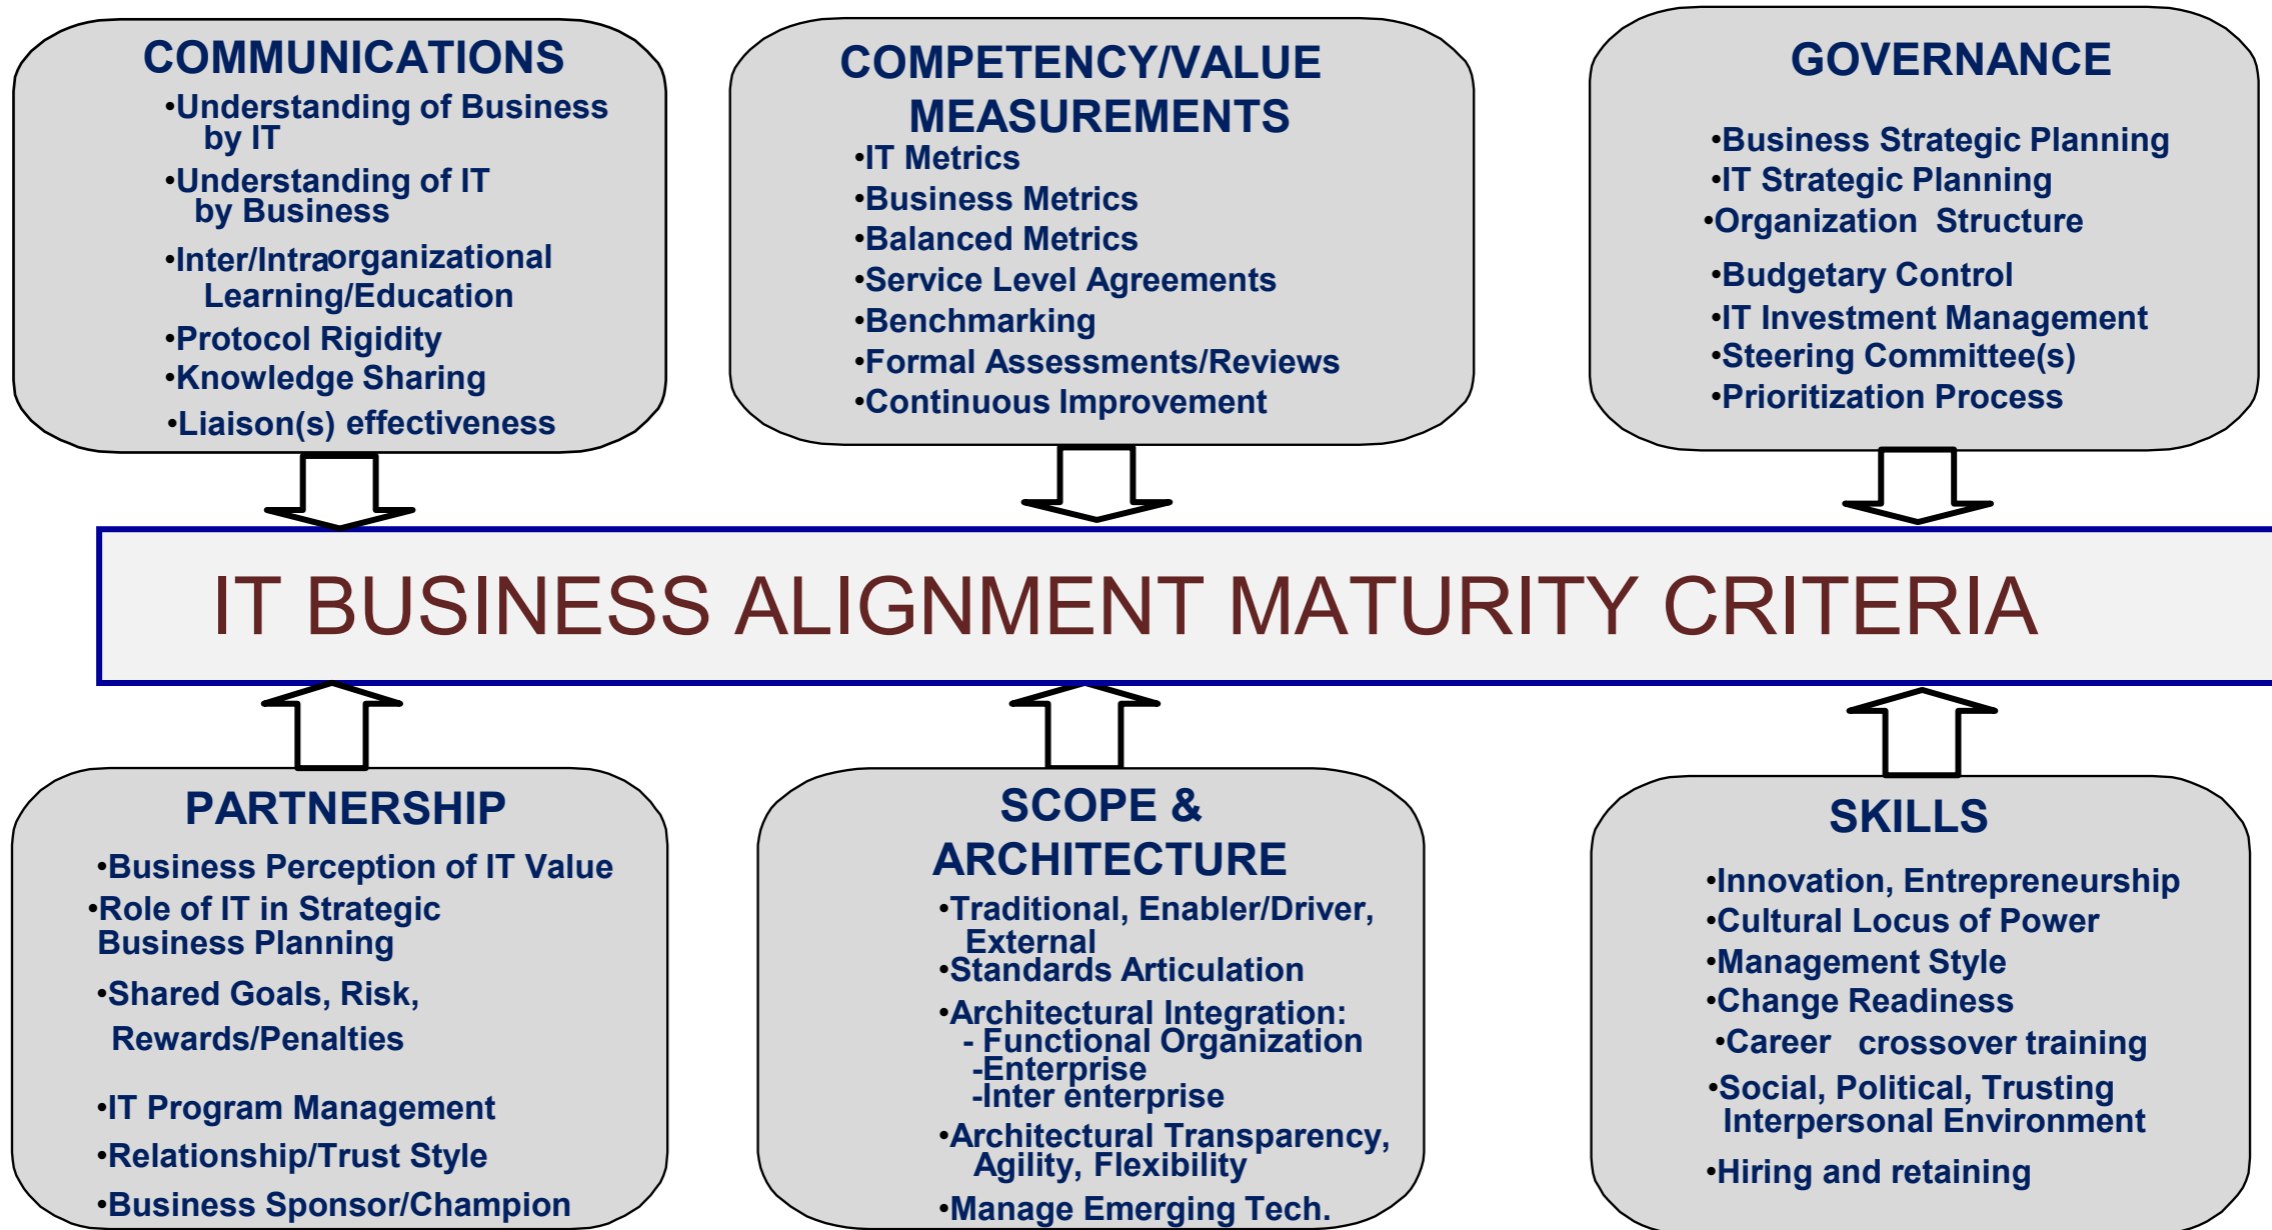 COMMUNICATIONS
•Understanding of Business
by IT
•Understanding of IT
by Business
•Inter/Intraorganizational
Learning/Education
•Protocol Rigidity
•Knowledge Sharing
•Liaison(s) effectiveness
COMPETENCY/VALUE
MEASUREMENTS
•IT Metrics
•Business Metrics
•Balanced Metrics
•Service Level Agreements
•Benchmarking
•Formal Assessments/Reviews
•Continuous Improvement
GOVERNANCE
•Business Strategic Planning
•IT Strategic Planning
•Organization Structure
•Budgetary Control
•IT Investment Management
•Steering Committee(s)
•Prioritization Process
IT BUSINESS ALIGNMENT MATURITY CRITERIA
PARTNERSHIP
•Business Perception of IT Value
•Role of IT in Strategic
Business Planning
•Shared Goals, Risk,
Rewards/Penalties
•IT Program Management
•Relationship/Trust Style
•Business Sponsor/Champion
SCOPE &
ARCHITECTURE
•Traditional, Enabler/Driver,
External
•Standards Articulation
•Architectural Integration:
- Functional Organization
-Enterprise
-Inter enterprise
•Architectural Transparency,
Agility, Flexibility
•Manage Emerging Tech.
SKILLS
•Innovation, Entrepreneurship
•Cultural Locus of Power
•Management Style
•Change Readiness
•Career crossover training
•Social, Political, Trusting
Interpersonal Environment
•Hiring and retaining